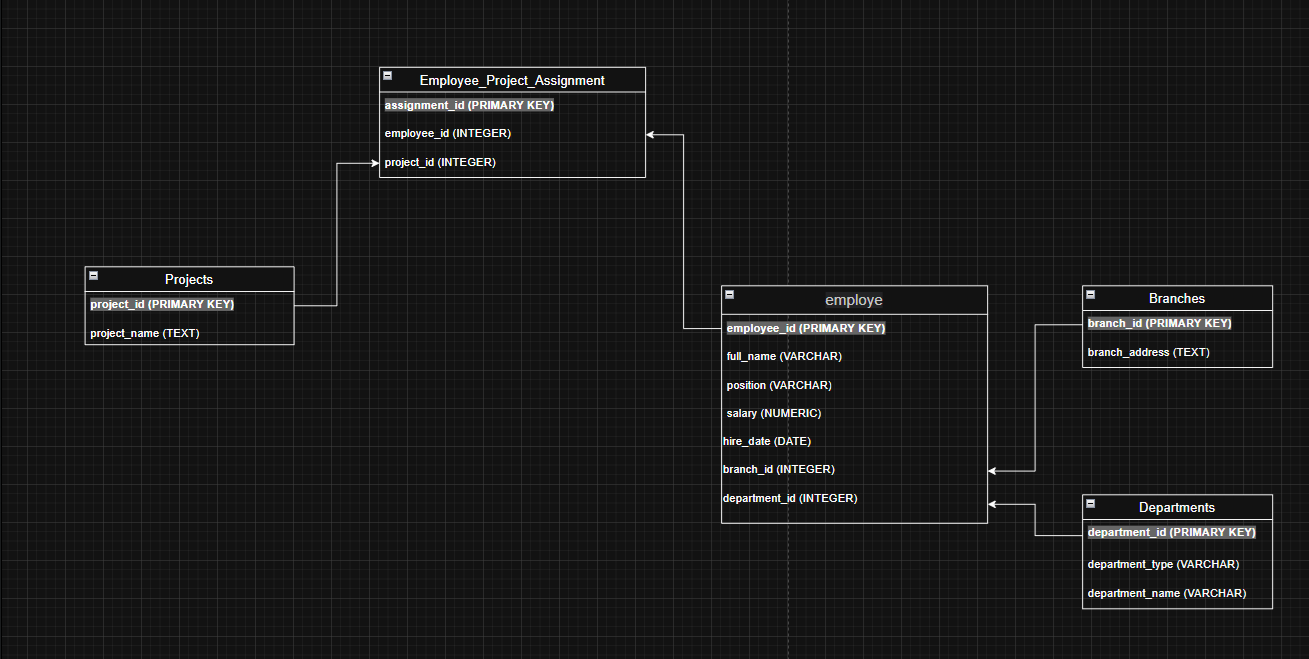 Employee_Project_Assignment
assignment_id (PRIMARY KEY)
employee_id (INTEGER)
project_id (INTEGER)
Projects
project_id (PRIMARY KEY)
project_name (TEXT)
employe
employee_id (PRIMARY KEY)
full_name (VARCHAR)
position (VARCHAR)
salary (NUMERIC)
hire_date (DATE)
branch_id (INTEGER)
department_id (INTEGER)
Branches
branch_id (PRIMARY KEY)
branch_address (TEXT)
Departments
department_id (PRIMARY KEY)
department_type (VARCHAR)
department_name (VARCHAR)